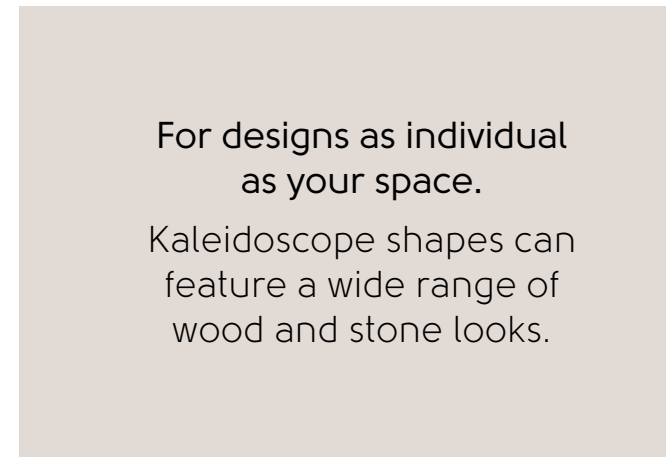 For designs as individual
as your space.
Kaleidoscope shapes can
feature a wide range of
wood and stone looks.